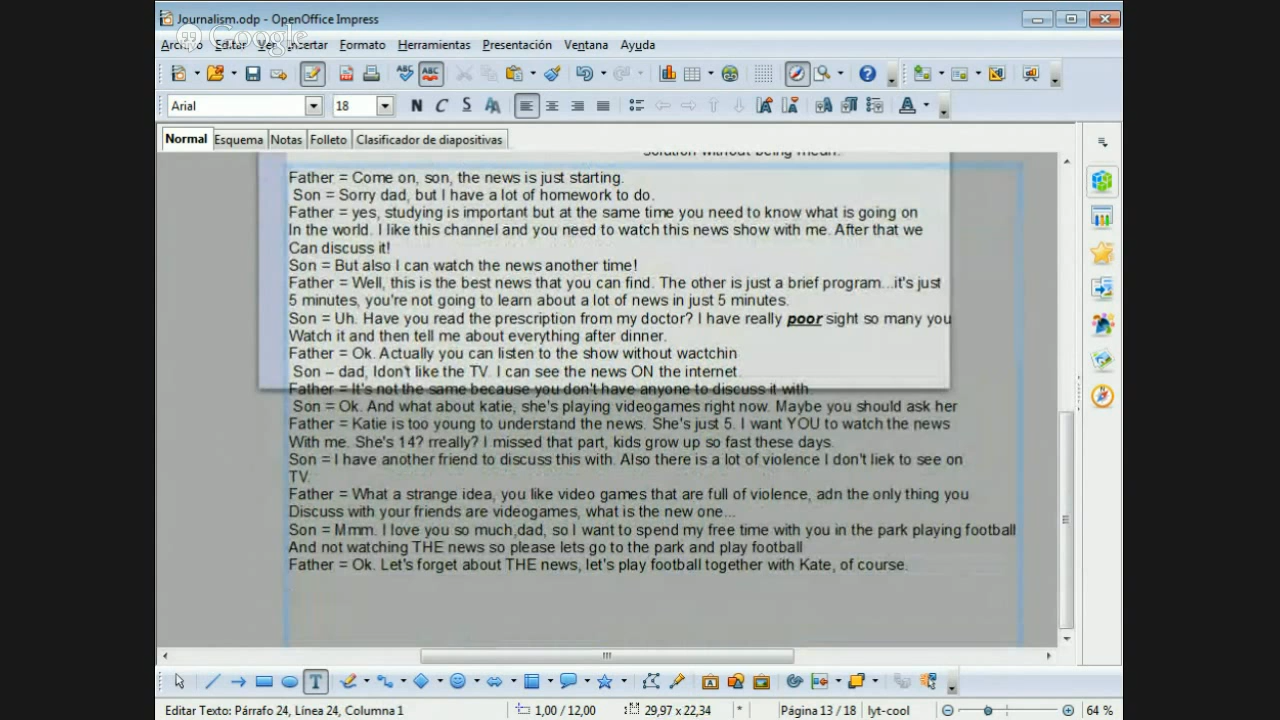 Journalism.odp - OpenOffice Impress
Google
Archivo Editar Ver Insertar Formato Herramientas Presentación Ventana Ayuda
Arial 18 N C S
Normal Esquema Notas Folleto Clasificador de diapositivas
solution without being mean.
Father = Come on, son, the news is just starting.
Son = Sorry dad, but I have a lot of homework to do.
Father = yes, studying is important but at the same time you need to know what is going on
In the world. I like this channel and you need to watch this news show with me. After that we
Can discuss it!
Son = But also I can watch the news another time!
Father = Well, this is the best news that you can find. The other is just a brief program...it's just
5 minutes, you're not going to learn about a lot of news in just 5 minutes.
Son = Uh. Have you read the prescription from my doctor? I have really poor sight so many you
Watch it and then tell me about everything after dinner.
Father = Ok. Actually you can listen to the show without wactchin
Son – dad, Idon't like the TV. I can see the news ON the internet.
Father = It's not the same because you don't have anyone to discuss it with.
Son = Ok. And what about katie, she's playing videogames right now. Maybe you should ask her
Father = Katie is too young to understand the news. She's just 5. I want YOU to watch the news
With me. She's 14? rreally? I missed that part, kids grow up so fast these days.
Son = I have another friend to discuss this with. Also there is a lot of violence I don't liek to see on
TV.
Father = What a strange idea, you like video games that are full of violence, adn the only thing you
Discuss with your friends are videogames, what is the new one...
Son = Mmm. I love you so much,dad, so I want to spend my free time with you in the park playing football
And not watching THE news so please lets go to the park and play football
Father = Ok. Let's forget about THE news, let's play football together with Kate, of course.
Editar Texto: Párrafo 24, Línea 24, Columna 1 1,00 / 12,00 29,97 x 22,34 * Página 13 / 18 lyt-cool 64 %